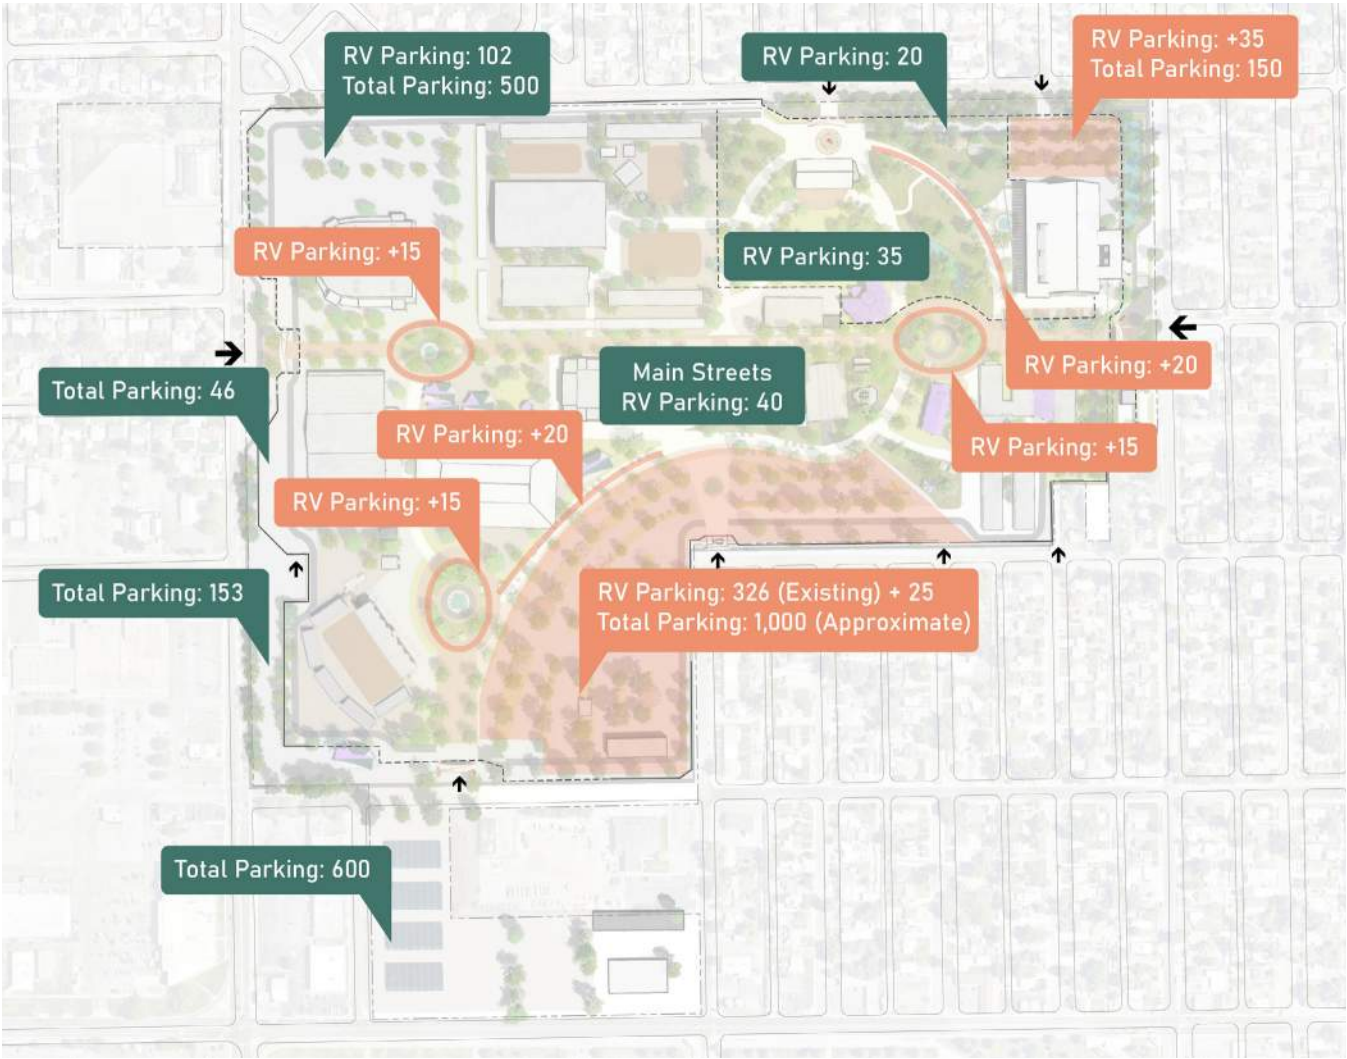 RV Parking: 102
Total Parking: 500
RV Parking: 20
RV Parking: +35
Total Parking: 150
RV Parking: +15
RV Parking: 35
Main Streets
RV Parking: 40
RV Parking: +20
Total Parking: 46
RV Parking: +20
RV Parking: +15
RV Parking: +15
Total Parking: 153
RV Parking: 326 (Existing) + 25
Total Parking: 1,000 (Approximate)
Total Parking: 600